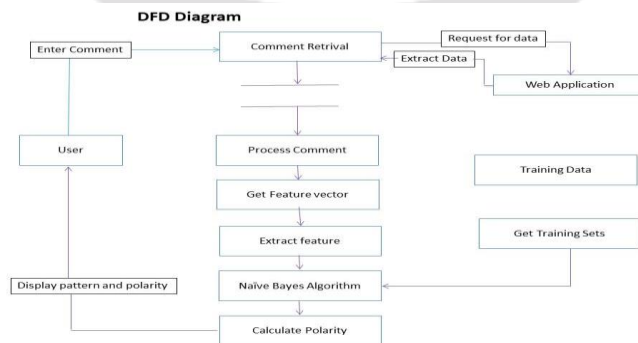 DFD Diagram
Enter Comment
Comment Retrival
Request for data
Extract Data
Web Application
User
Process Comment
Training Data
Get Feature vector
Extract feature
Get Training Sets
Display pattern and polarity
Naïve Bayes Algorithm
Calculate Polarity